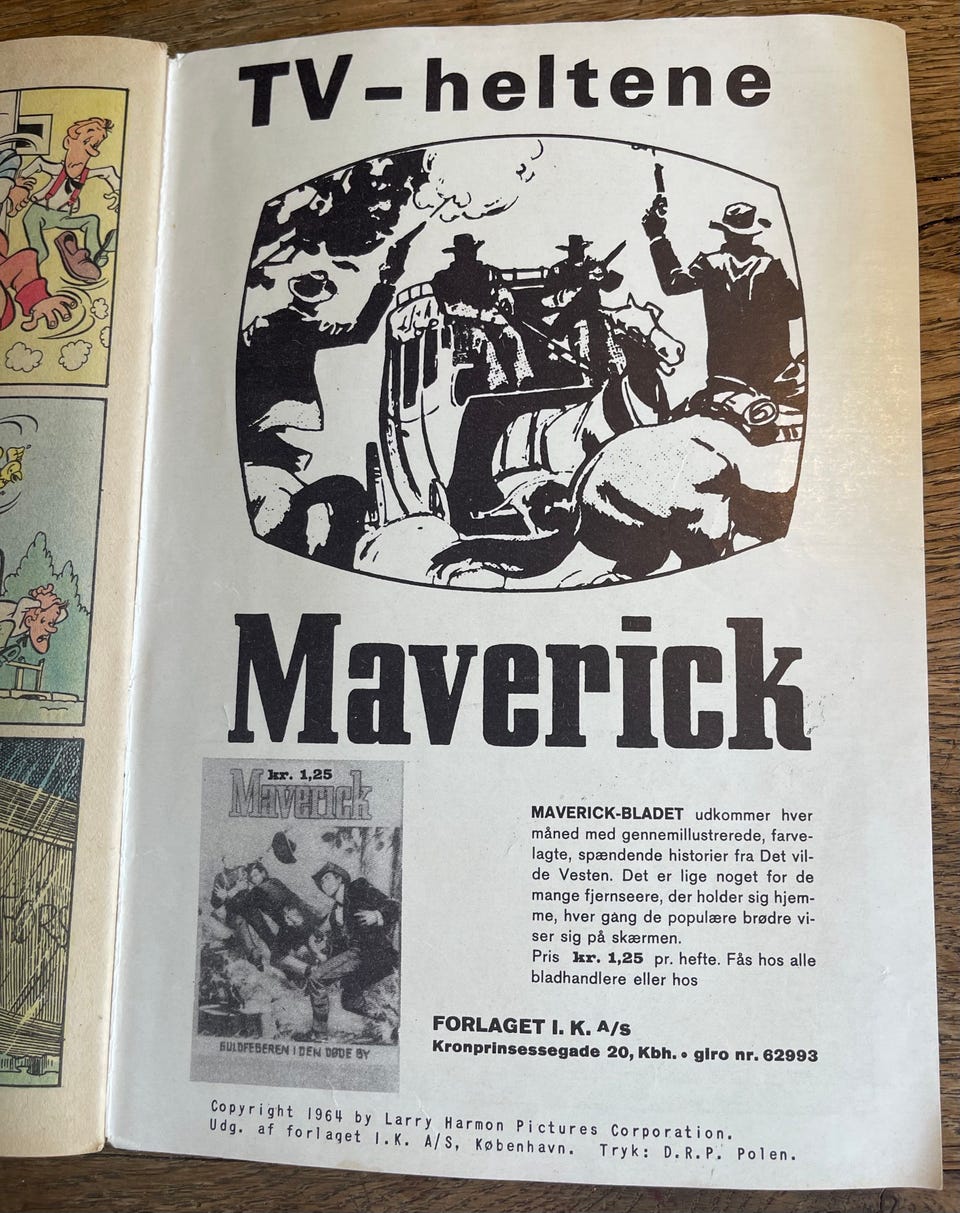 TV-heltene
Maverick
kr. 1,25
Maverick
GULDFEBEREN I DEN DØDE BY
MAVERICK-BLADET udkommer hver
måned med gennemillustrerede, farve-
lagte, spændende historier fra Det vil-
de Vesten. Det er lige noget for de
mange fjernseere, der holder sig hjem-
me, hver gang de populære brødre vi-
ser sig på skærmen.
Pris kr. 1,25 pr. hefte. Fås hos alle
bladhandlere eller hos
FORLAGET I. K. A/S
Kronprinsessegade 20, Kbh. • giro nr. 62993
Copyright 1964 by Larry Harmon Pictures Corporation.
Udg. af forlaget I.K. A/S, København. Tryk: D.R.P. Polen.